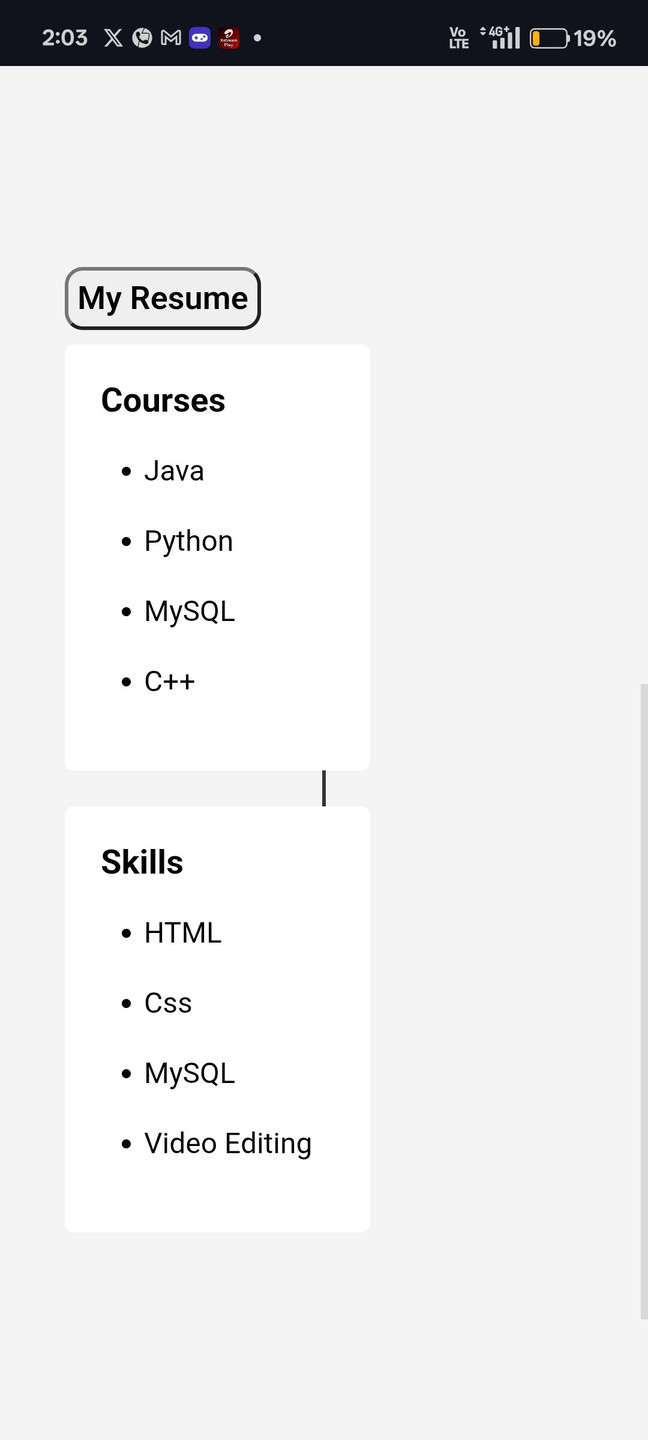 2:03
Vo
LTE
4G+
19%
My Resume
Courses
Java
Python
MySQL
C++
Skills
HTML
Css
MySQL
Video Editing